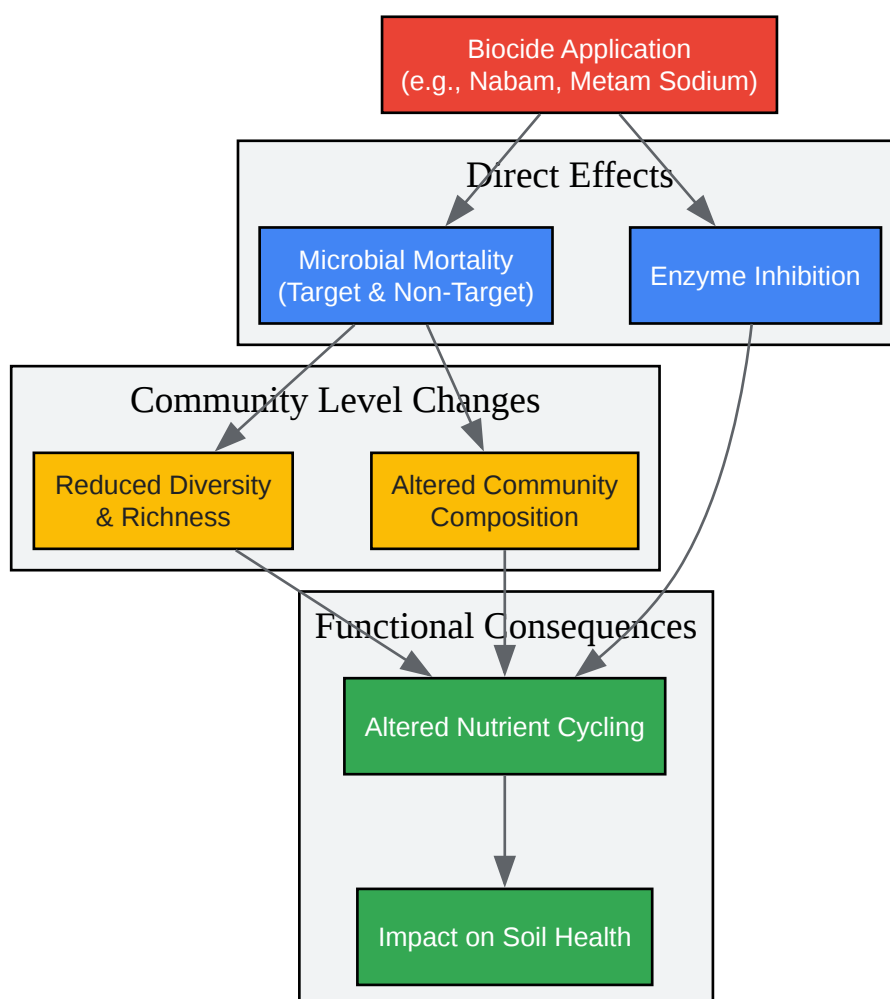 Biocide Application
(e.g., Nabam, Metam Sodium)
Direct Effects
Microbial Mortality
(Target & Non-Target)
Enzyme Inhibition
Community Level Changes
Reduced Diversity
& Richness
Altered Community
Composition
Functional Consequences
Altered Nutrient Cycling
Impact on Soil Health